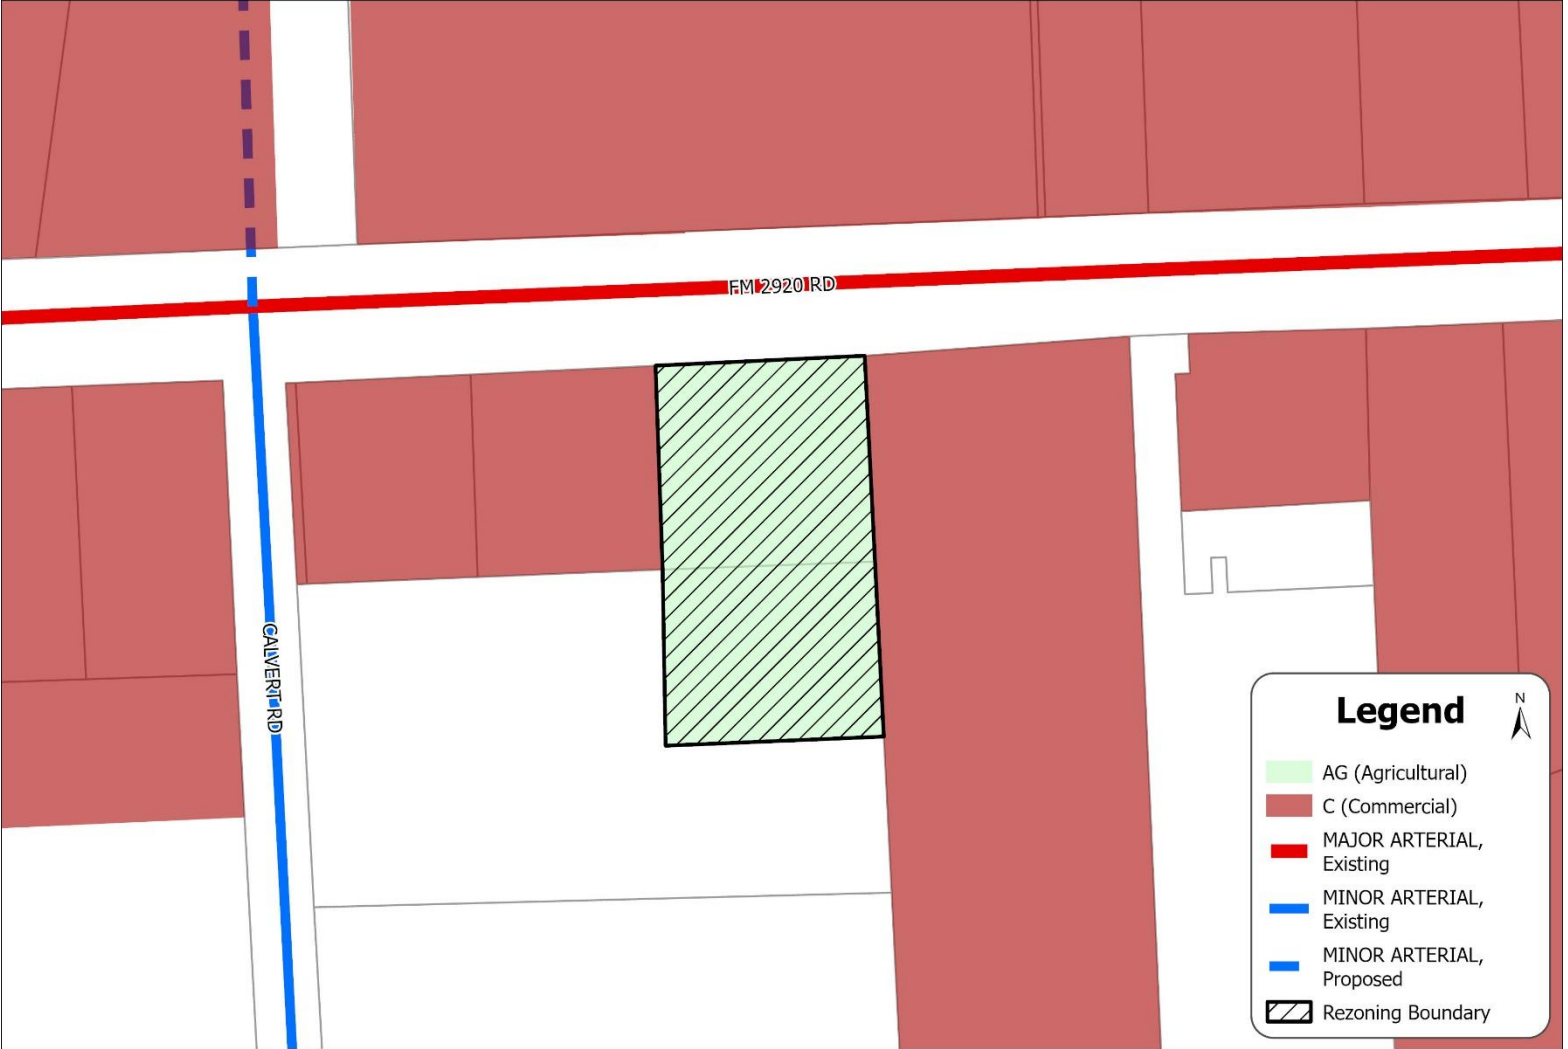 FM 2920 RD
CALVERT RD
Legend
N
AG (Agricultural)
C (Commercial)
MAJOR ARTERIAL,
Existing
MINOR ARTERIAL,
Existing
MINOR ARTERIAL,
Proposed
Rezoning Boundary